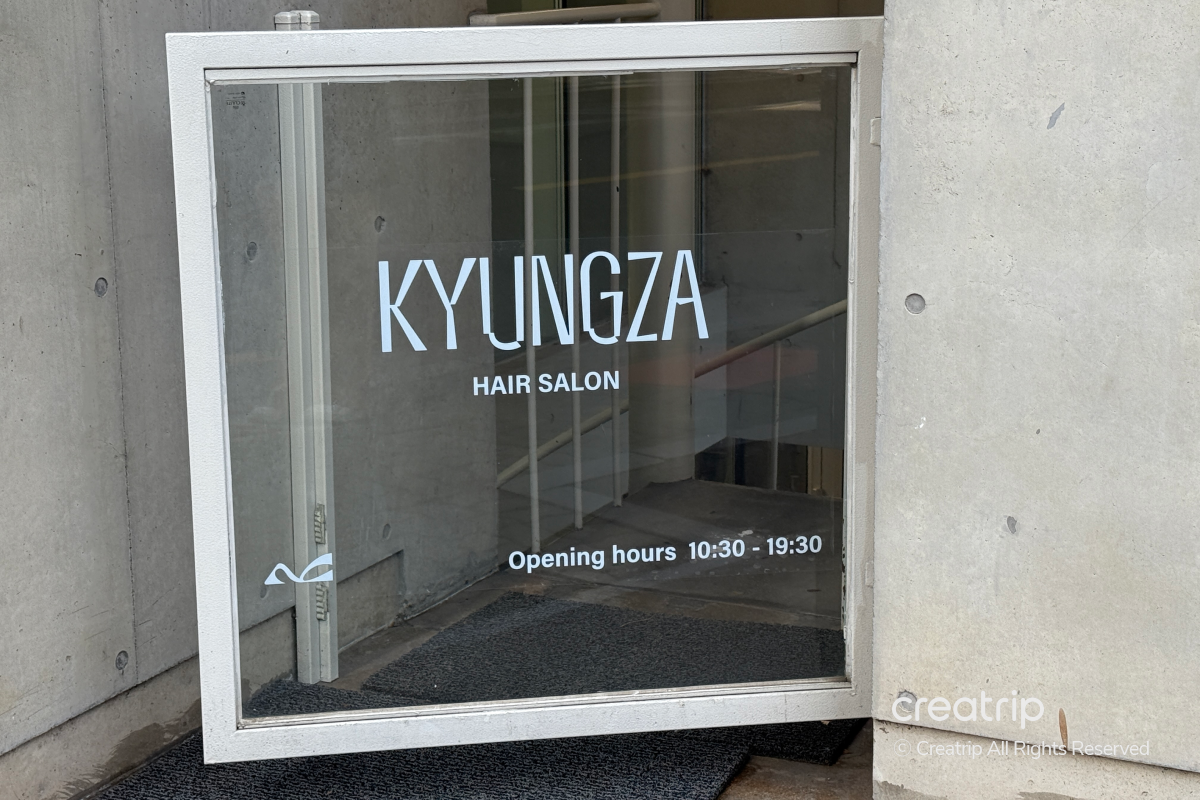 KYUNGZA
HAIR SALON
Opening hours 10:30 - 19:30
creatrip
© Creatrip All Rights Reserved